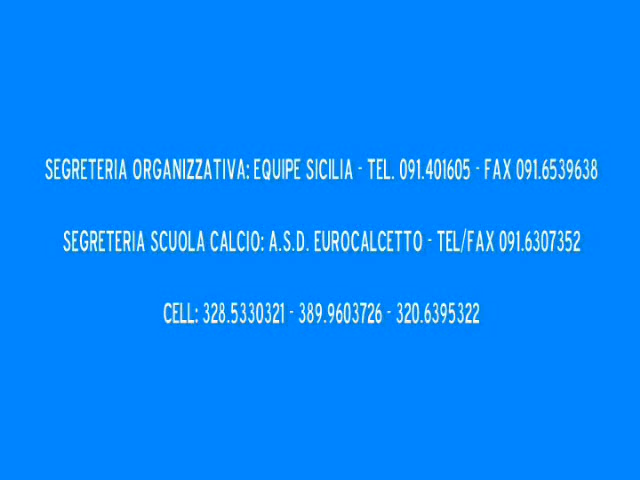 SEGRETERIA ORGANIZZATIVA: EQUIPE SICILIA - TEL. 091.401605 - FAX 091.6539638
SEGRETERIA SCUOLA CALCIO: A.S.D. EUROCALCETTO - TEL/FAX 091.6307352
CELL: 328.5330321 - 389.9603726 - 320.6395322